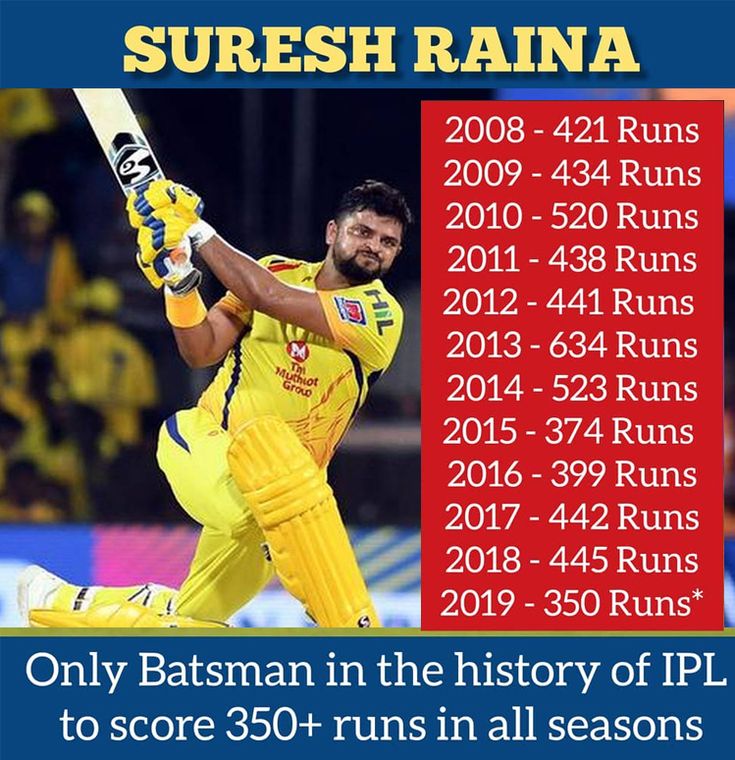 SURESH RAINA
2008 - 421 Runs
2009 - 434 Runs
2010 - 520 Runs
2011 - 438 Runs
2012 - 441 Runs
2013 - 634 Runs
2014 - 523 Runs
2015 - 374 Runs
2016 - 399 Runs
2017 - 442 Runs
2018 - 445 Runs
2019 - 350 Runs*
HIL
The
Muthoot
Group
Only Batsman in the history of IPL
to score 350+ runs in all seasons